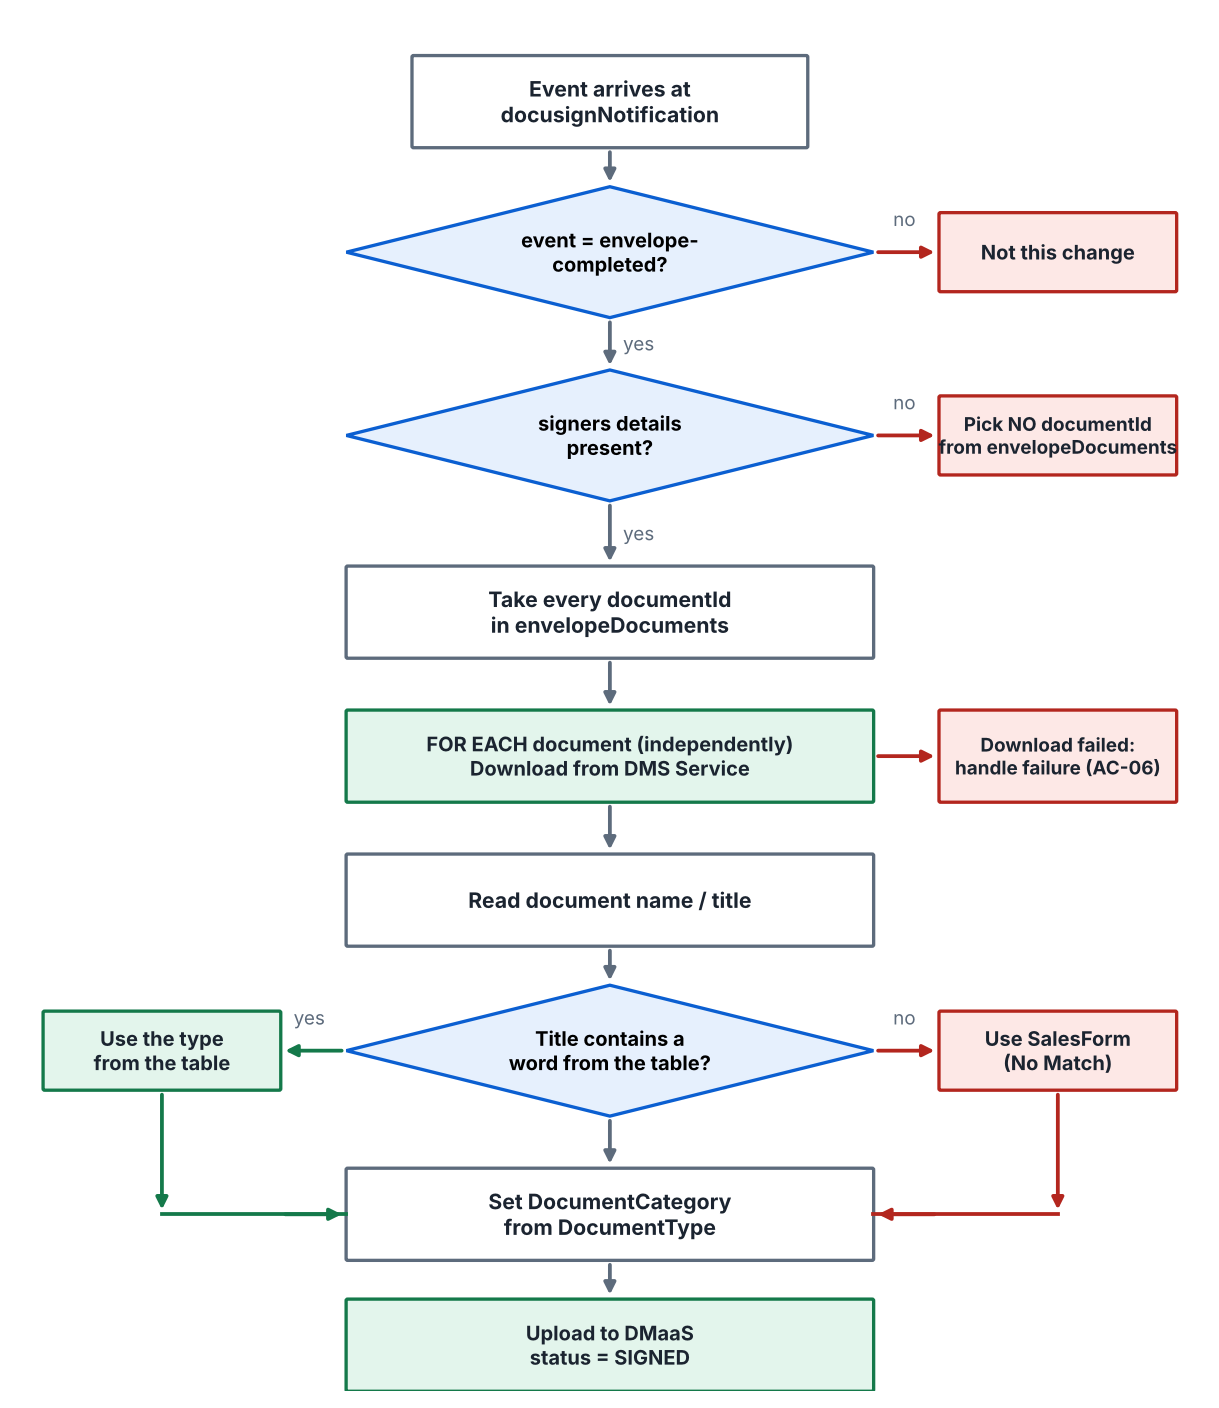 Event arrives at
docusignNotification
event = envelope-
completed?
no
Not this change
yes
signers details
present?
no
Pick NO documentId
from envelopeDocuments
yes
Take every documentId
in envelopeDocuments
FOR EACH document (independently)
Download from DMS Service
Download failed:
handle failure (AC-06)
Read document name / title
Title contains a
word from the table?
yes
Use the type
from the table
no
Use SalesForm
(No Match)
Set DocumentCategory
from DocumentType
Upload to DMaaS
status = SIGNED